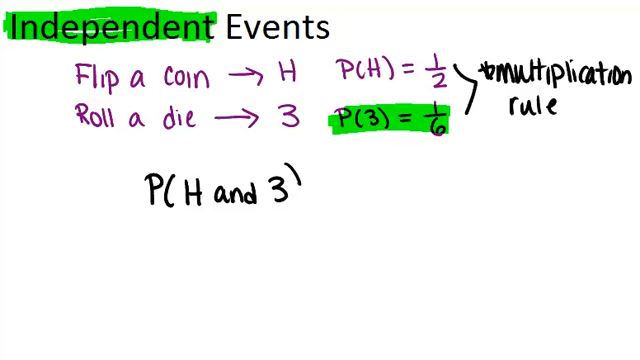 Independent Events
Flip a coin → H P(H) = 1/2
Roll a die → 3 P(3) = 1/6
*multiplication
rule
P(H and 3)